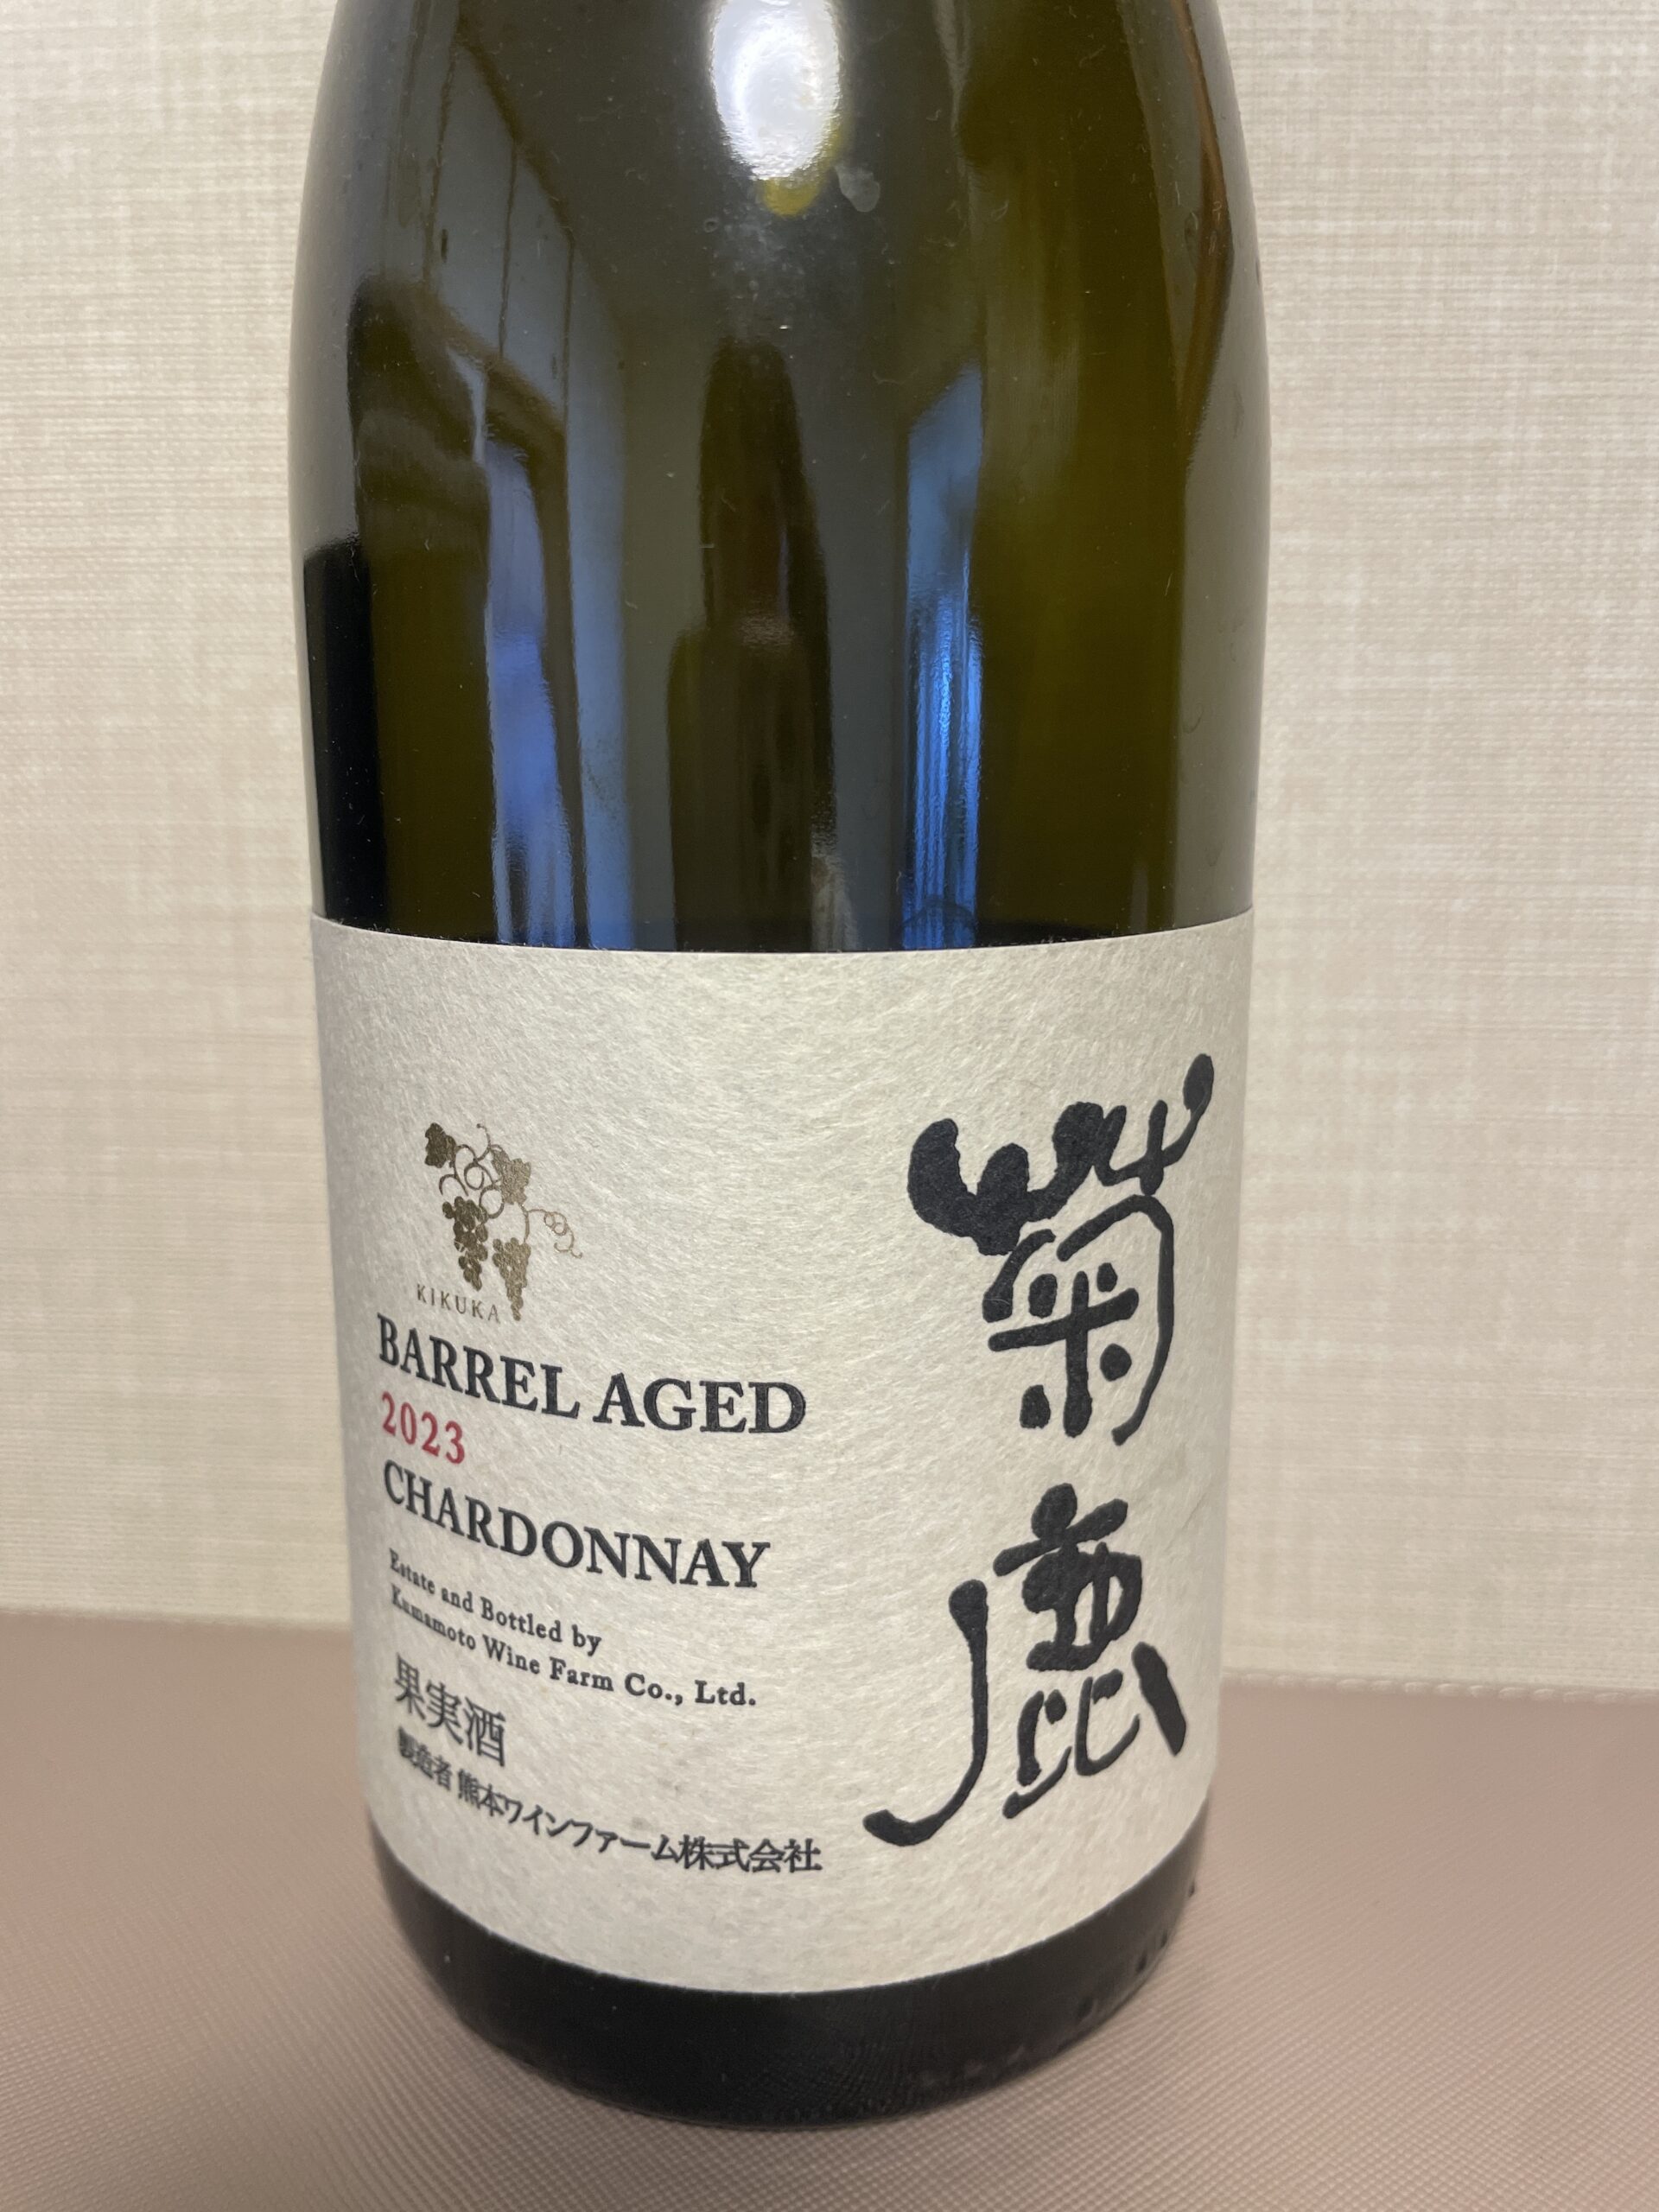 KIKUKA
BARREL AGED
2023
CHARDONNAY
Estate and Bottled by
Kumamoto Wine Farm Co., Ltd.
果実酒
製造者 熊本ワインファーム株式会社
菊鹿